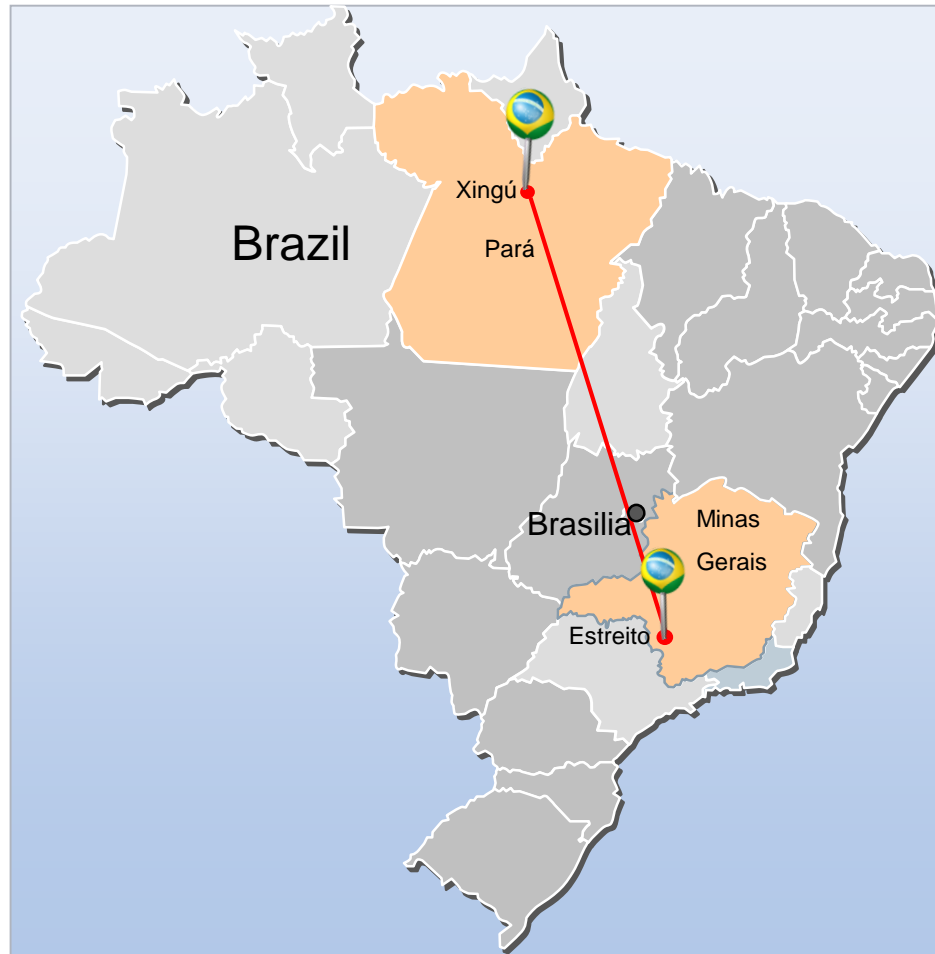 Xingú
Brazil
Pará
Minas
Brasilia
Gerais
Estreito